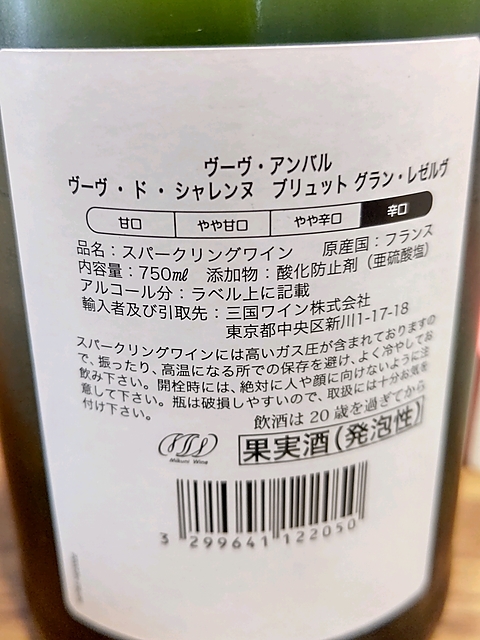 ヴーヴ・アンバル
ヴーヴ・ド・シャレンヌ ブリュット グラン・レゼルヴ
甘口 やや甘口 やや辛口 辛口
品名：スパークリングワイン 原産国：フランス
内容量：750㎖ 添加物：酸化防止剤（亜硫酸塩）
アルコール分：ラベル上に記載
輸入者及び引取先：三国ワイン株式会社
東京都中央区新川1-17-18
スパークリングワインには高いガス圧が含まれておりますの
で、振ったり、高温になる所での保存を避け、よく冷やしてお
飲み下さい。開栓時には、絶対に人や顔に向けないように注
意して下さい。瓶は破損しやすいので、取扱には十分お気を
付け下さい。
飲酒は20歳を過ぎてから
果実酒（発泡性）
Mikuni Wine
3 299641 122050